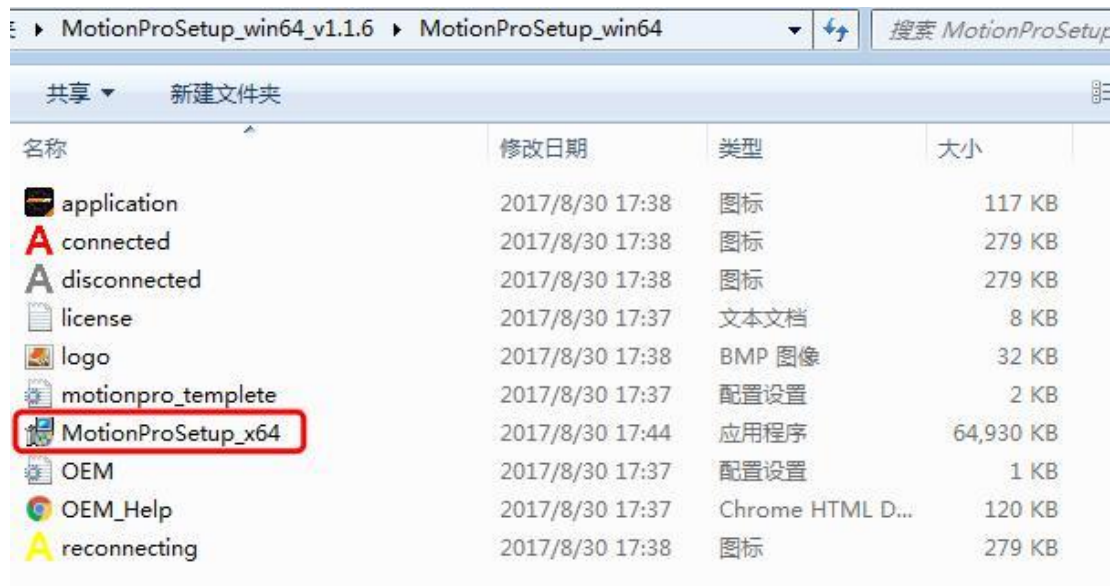 MotionProSetup_win64_v1.1.6 MotionProSetup_win64 搜索 MotionProSetup
共享 新建文件夹
名称 修改日期 类型 大小
application 2017/8/30 17:38 图标 117 KB
connected 2017/8/30 17:38 图标 279 KB
disconnected 2017/8/30 17:38 图标 279 KB
license 2017/8/30 17:37 文本文档 8 KB
logo 2017/8/30 17:38 BMP 图像 32 KB
motionpro_templete 2017/8/30 17:37 配置设置 2 KB
MotionProSetup_x64 2017/8/30 17:44 应用程序 64,930 KB
OEM 2017/8/30 17:37 配置设置 1 KB
OEM_Help 2017/8/30 17:37 Chrome HTML D... 120 KB
reconnecting 2017/8/30 17:38 图标 279 KB